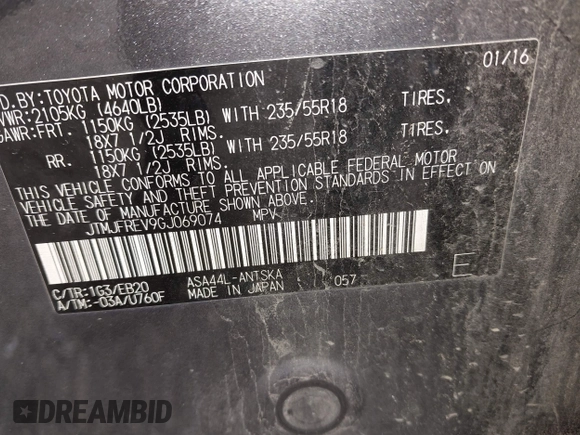 D.BY:TOYOTA MOTOR CORPORATION 01/16
VWR:2105KG (4640LB)
GAWR:FRT. 1150KG (2535LB) WITH 235/55R18 TIRES,
18X7 1/2J RIMS.
RR. 1150KG (2535LB) WITH 235/55R18 TIRES,
18X7 1/2J RIMS.
THIS VEHICLE CONFORMS TO ALL APPLICABLE FEDERAL MOTOR
VEHICLE SAFETY AND THEFT PREVENTION STANDARDS IN EFFECT ON
THE DATE OF MANUFACTURE SHOWN ABOVE.
JTMJFREV9GJ069074 MPV
C/TR:1G3/EB20 ASA44L-ANTSKA 057 E
A/TM:-03A/U760F MADE IN JAPAN
DREAMBID